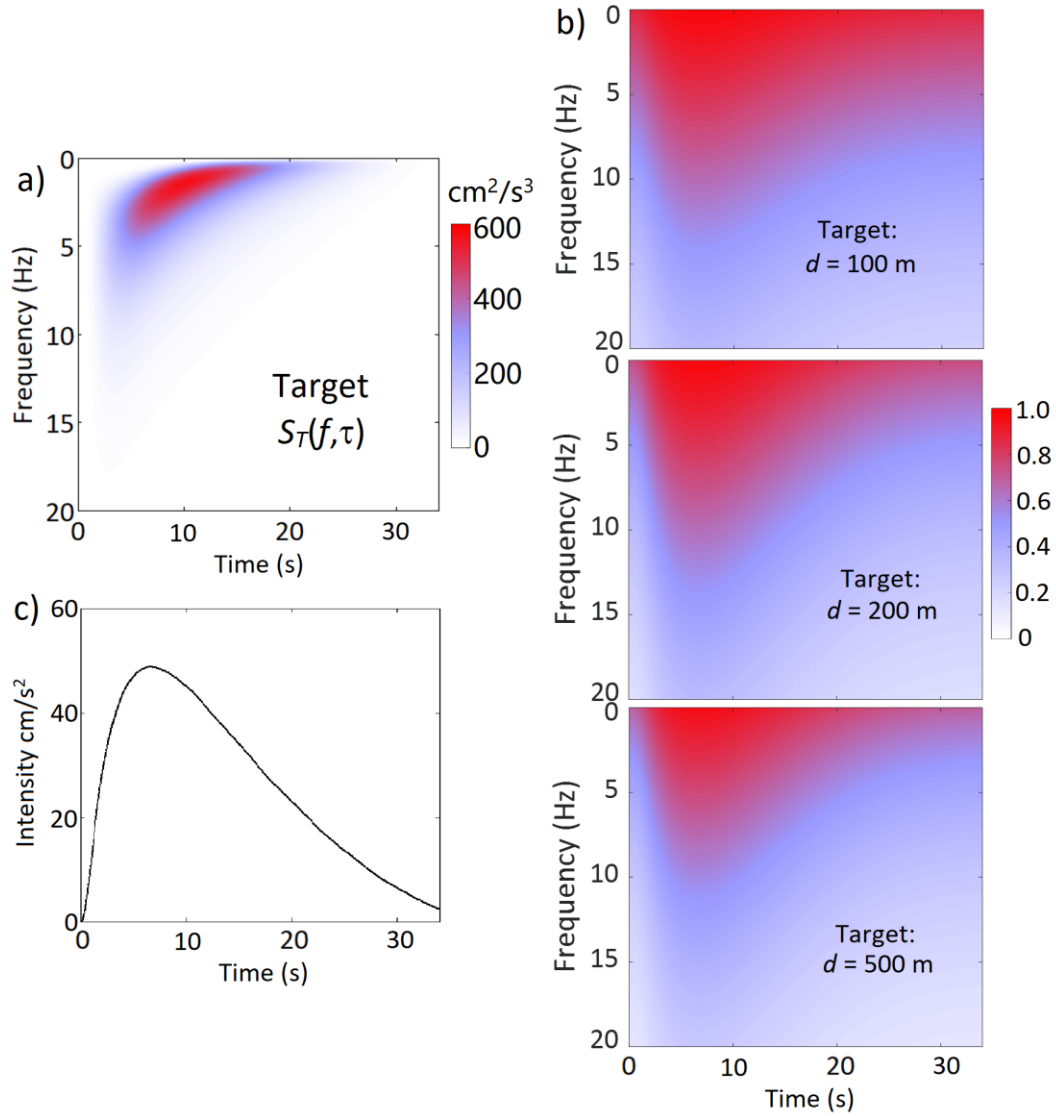 a)
0
5
10
15
20
Frequency (Hz)
0
10
20
30
Time (s)
Target
S_T(f,τ)
cm²/s³
600
400
200
0
b)
0
5
10
15
20
Frequency (Hz)
Target:
d = 100 m
0
5
10
15
20
Frequency (Hz)
Target:
d = 200 m
1.0
0.8
0.6
0.4
0.2
0
0
5
10
15
20
Frequency (Hz)
Target:
d = 500 m
0
10
20
30
Time (s)
c)
60
40
20
0
Intensity cm/s²
0
10
20
30
Time (s)